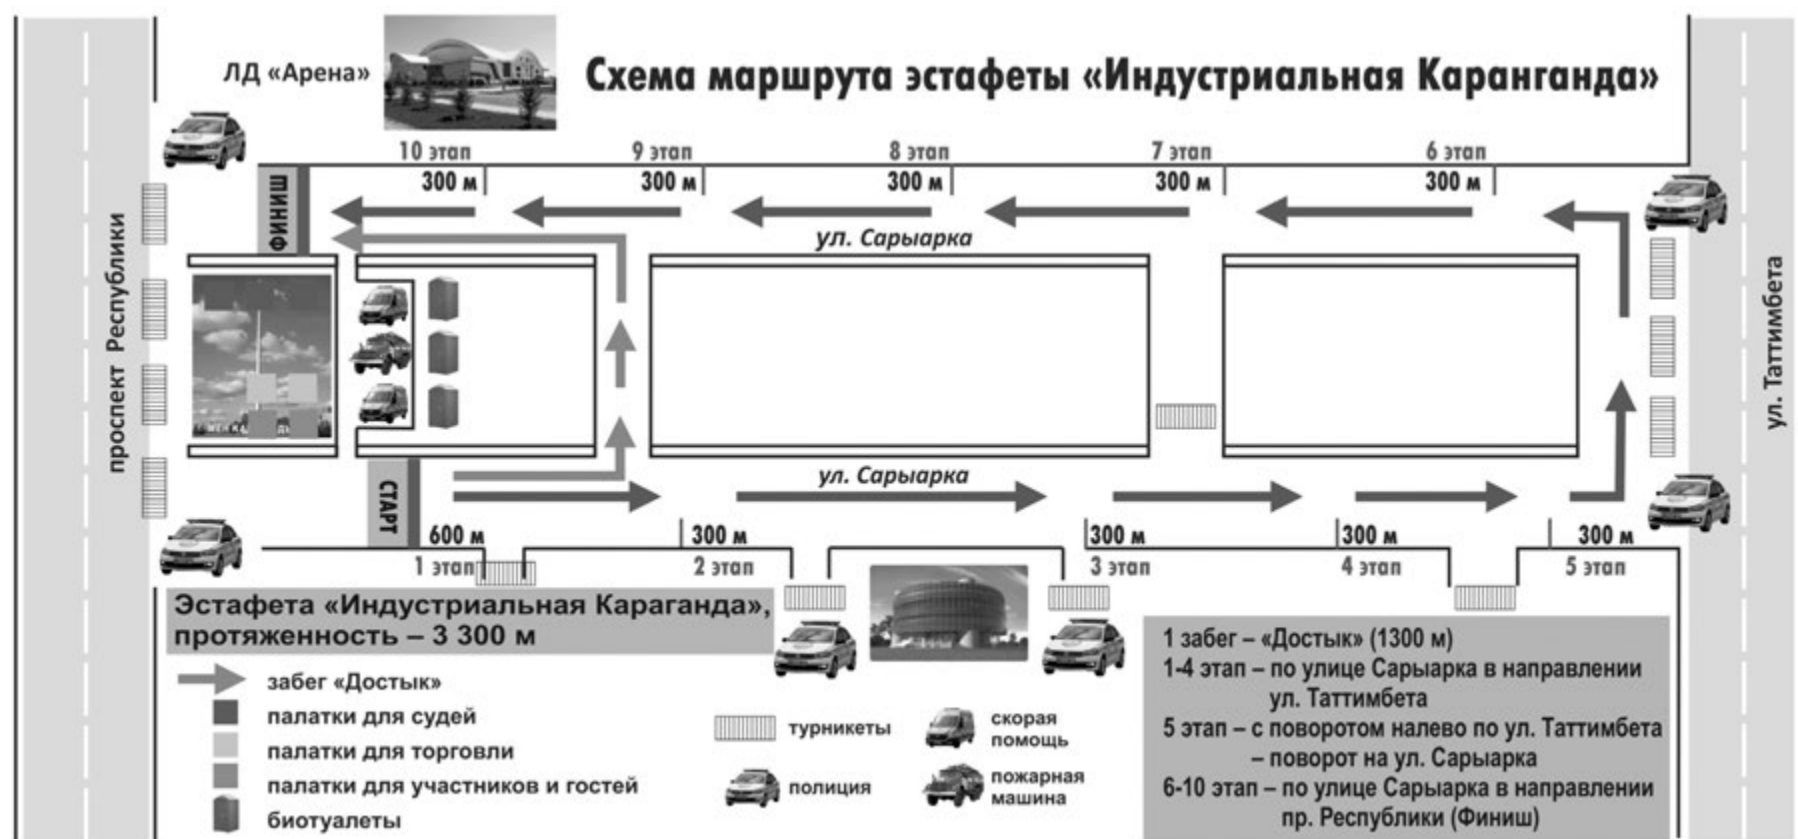 ЛД «Арена»
Схема маршрута эстафеты «Индустриальная Каранганда»
10 этап
9 этап
8 этап
7 этап
6 этап
300 м
300 м
300 м
300 м
300 м
ФИНИШ
ул. Сарыарка
проспект Республики
ул. Таттимбета
ул. Сарыарка
СТАРТ
600 м
300 м
300 м
300 м
300 м
1 этап
2 этап
3 этап
4 этап
5 этап
Эстафета «Индустриальная Караганда»,
протяженность – 3 300 м
забег «Достык»
палатки для судей
палатки для торговли
палатки для участников и гостей
биотуалеты
турникеты
полиция
скорая
помощь
пожарная
машина
1 забег – «Достык» (1300 м)
1-4 этап – по улице Сарыарка в направлении
ул. Таттимбета
5 этап – с поворотом налево по ул. Таттимбета
– поворот на ул. Сарыарка
6-10 этап – по улице Сарыарка в направлении
пр. Республики (Финиш)